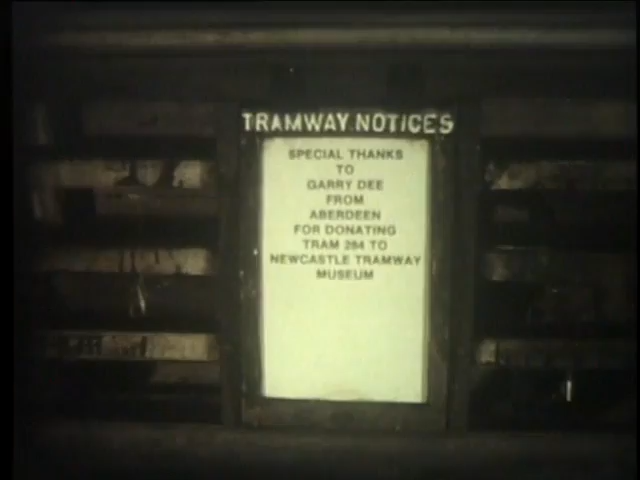 TRAMWAY NOTICES
SPECIAL THANKS
TO
GARRY DEE
FROM
ABERDEEN
FOR DONATING
TRAM 284 TO
NEWCASTLE TRAMWAY
MUSEUM